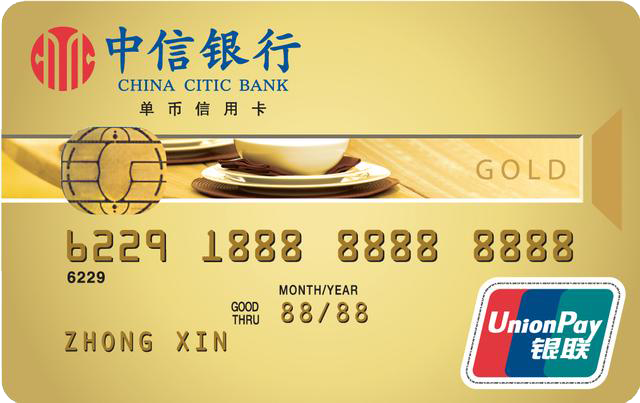 中信银行
CHINA CITIC BANK
单币信用卡
GOLD
6229 1888 8888 8888
6229
MONTH/YEAR
GOOD THRU 88/88
ZHONG XIN
UnionPay
银联